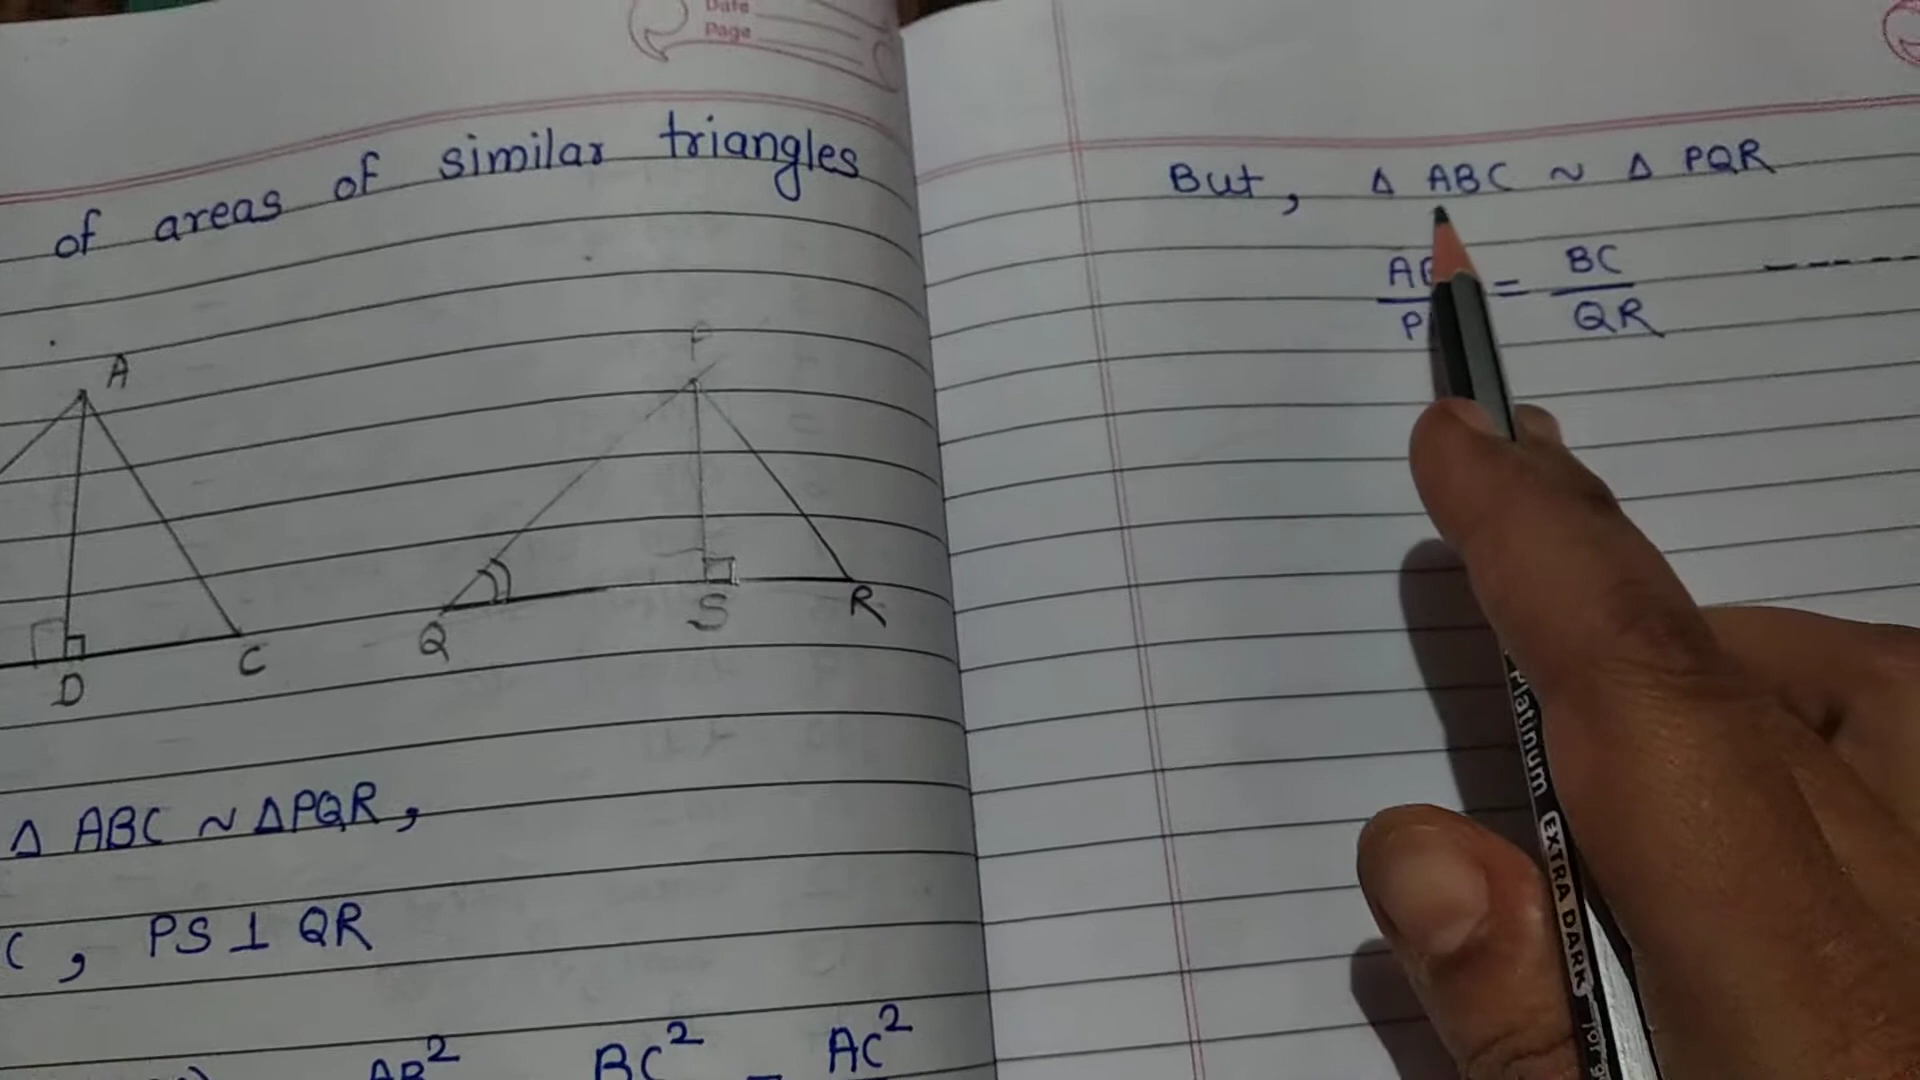 Date
Page
of areas of similar triangles
A
P
D
C
Q
S
R
Δ ABC ~ ΔPQR,
C, PS ⊥ QR
AB² BC² = AC²
But, Δ ABC ~ Δ PQR
= BC
P QR
Platinum EXTRA DARK